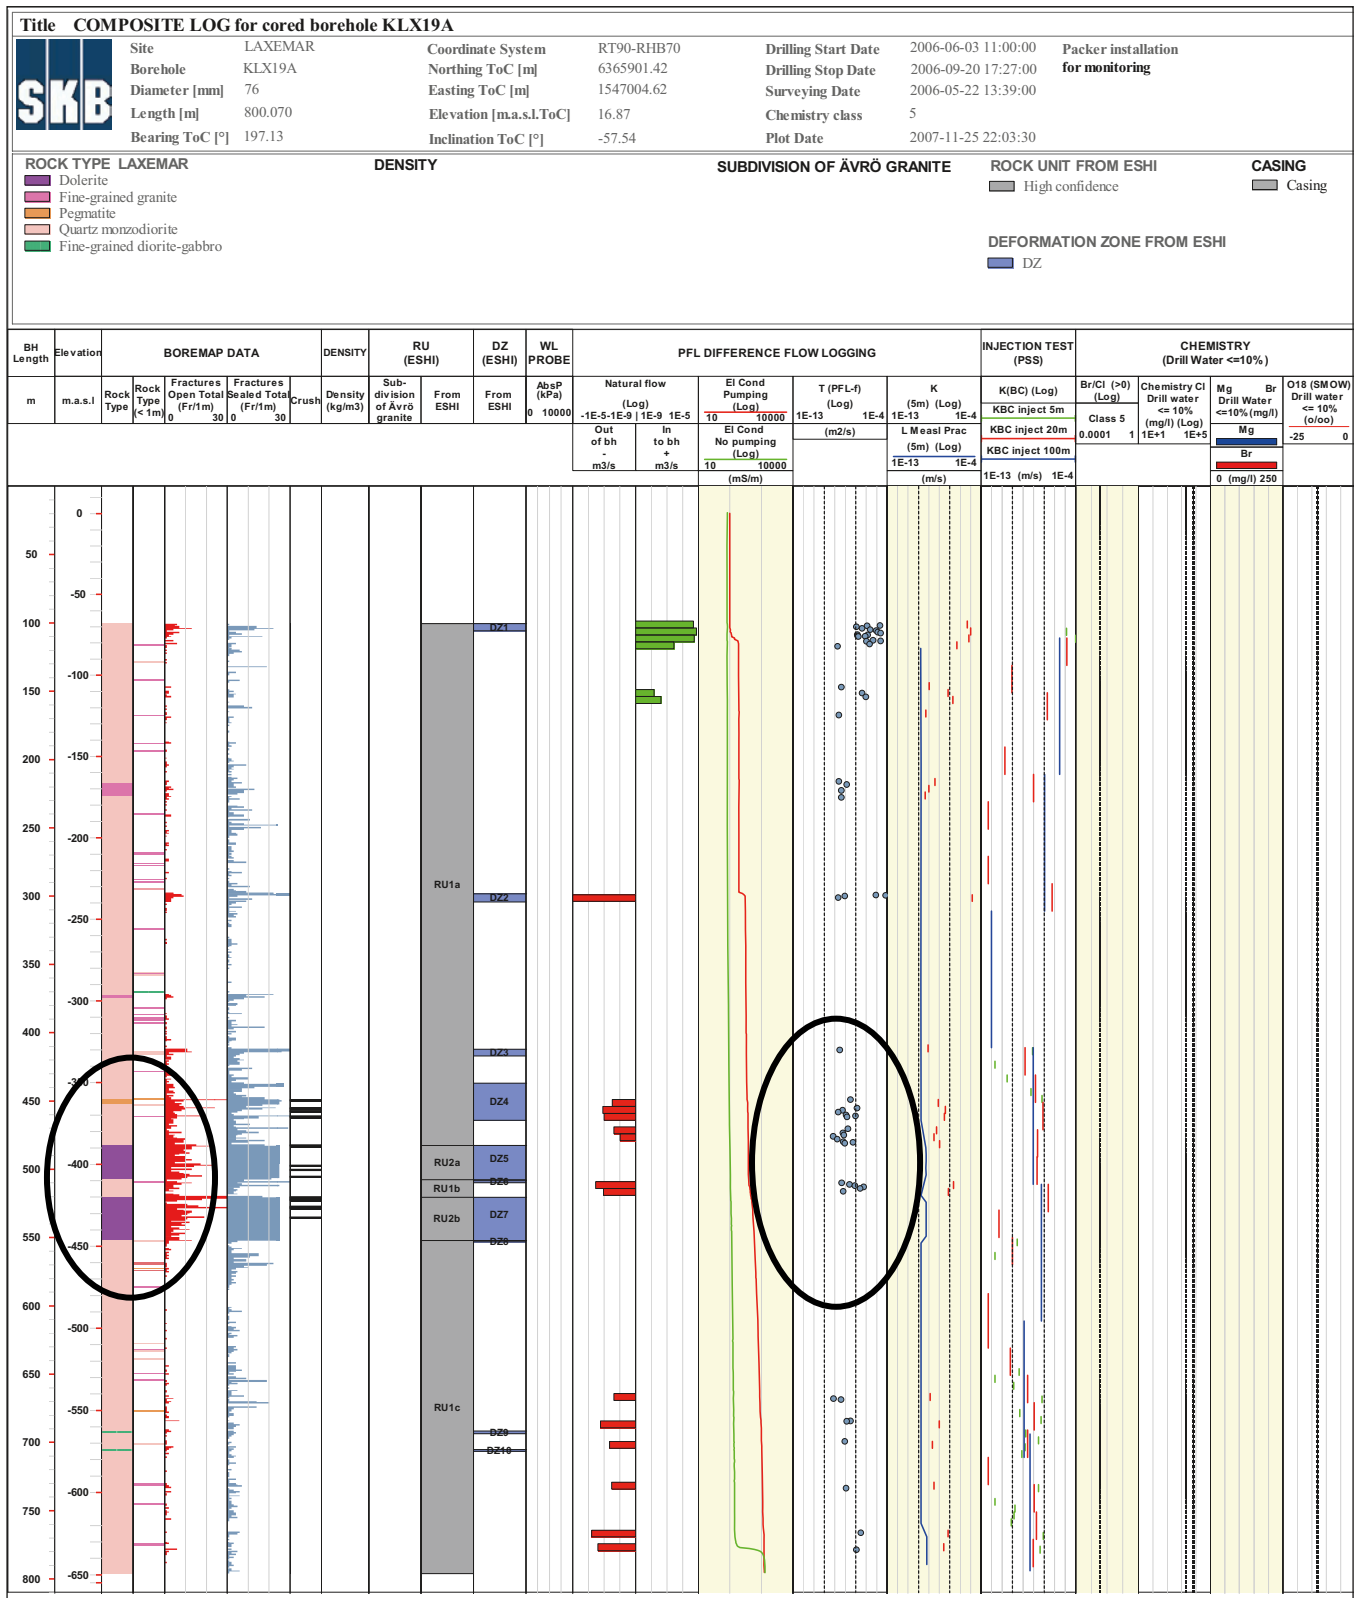 Title COMPOSITE LOG for cored borehole KLX19A
SKB
Site LAXEMAR Coordinate System RT90-RHB70 Drilling Start Date 2006-06-03 11:00:00 Packer installation
Borehole KLX19A Northing ToC [m] 6365901.42 Drilling Stop Date 2006-09-20 17:27:00 for monitoring
Diameter [mm] 76 Easting ToC [m] 1547004.62 Surveying Date 2006-05-22 13:39:00
Length [m] 800.070 Elevation [m.a.s.l.ToC] 16.87 Chemistry class 5
Bearing ToC [°] 197.13 Inclination ToC [°] -57.54 Plot Date 2007-11-25 22:03:30
ROCK TYPE LAXEMAR DENSITY SUBDIVISION OF ÄVRÖ GRANITE ROCK UNIT FROM ESHI CASING
Dolerite High confidence Casing
Fine-grained granite
Pegmatite
Quartz monzodiorite
Fine-grained diorite-gabbro DEFORMATION ZONE FROM ESHI
DZ
BH Length Elevation BOREMAP DATA DENSITY RU (ESHI) DZ (ESHI) WL PROBE PFL DIFFERENCE FLOW LOGGING INJECTION TEST (PSS) CHEMISTRY (Drill Water <=10%)
m m.a.s.l
Rock Type
Rock Type (< 1m)
Fractures Open Total (Fr/1m) 0 30
Fractures Sealed Total (Fr/1m) 0 30
Crush
Density (kg/m3)
Sub-division of Ävrö granite
From ESHI
From ESHI
AbsP (kPa) 0 10000
Natural flow (Log) -1E-5-1E-9 | 1E-9 1E-5
Out of bh - m3/s
In to bh + m3/s
El Cond Pumping (Log) 10 10000
El Cond No pumping (Log) 10 10000
(mS/m)
T (PFL-f) (Log) 1E-13 1E-4
(m2/s)
K (5m) (Log) 1E-13 1E-4
L Measl Prac (5m) (Log) 1E-13 1E-4
(m/s)
K(BC) (Log)
KBC inject 5m
KBC inject 20m
KBC inject 100m
1E-13 (m/s) 1E-4
Br/Cl (>0) (Log)
Class 5
0.0001 1
Chemistry Cl Drill water <= 10% (mg/l) (Log) 1E+1 1E+5
Mg Br Drill Water <=10% (mg/l)
Mg
Br
0 (mg/l) 250
O18 (SMOW) Drill water <= 10% (o/oo)
-25 0
0
50
-50
100
DZ1
-100
150
-150
200
250
-200
RU1a
300
DZ2
-250
350
-300
400
DZ3
-350
450
DZ4
-400
RU2a
DZ5
500
DZ6
RU1b
RU2b
DZ7
550
DZ8
-450
600
-500
650
RU1c
-550
DZ9
700
DZ10
-600
750
-650
800